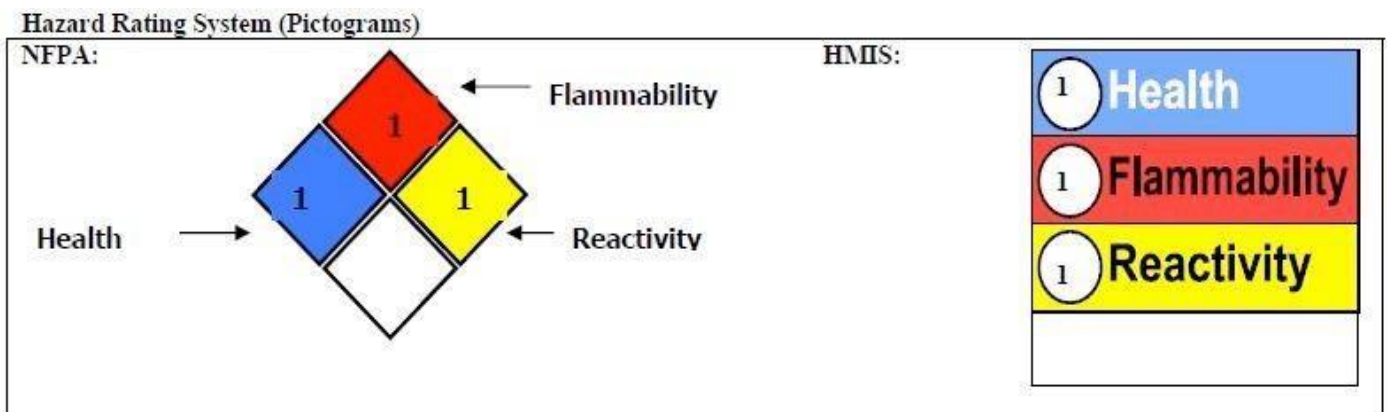 Hazard Rating System (Pictograms)
NFPA:
HMIS:
Flammability
1
1
1
Health
Reactivity
1 Health
1 Flammability
1 Reactivity